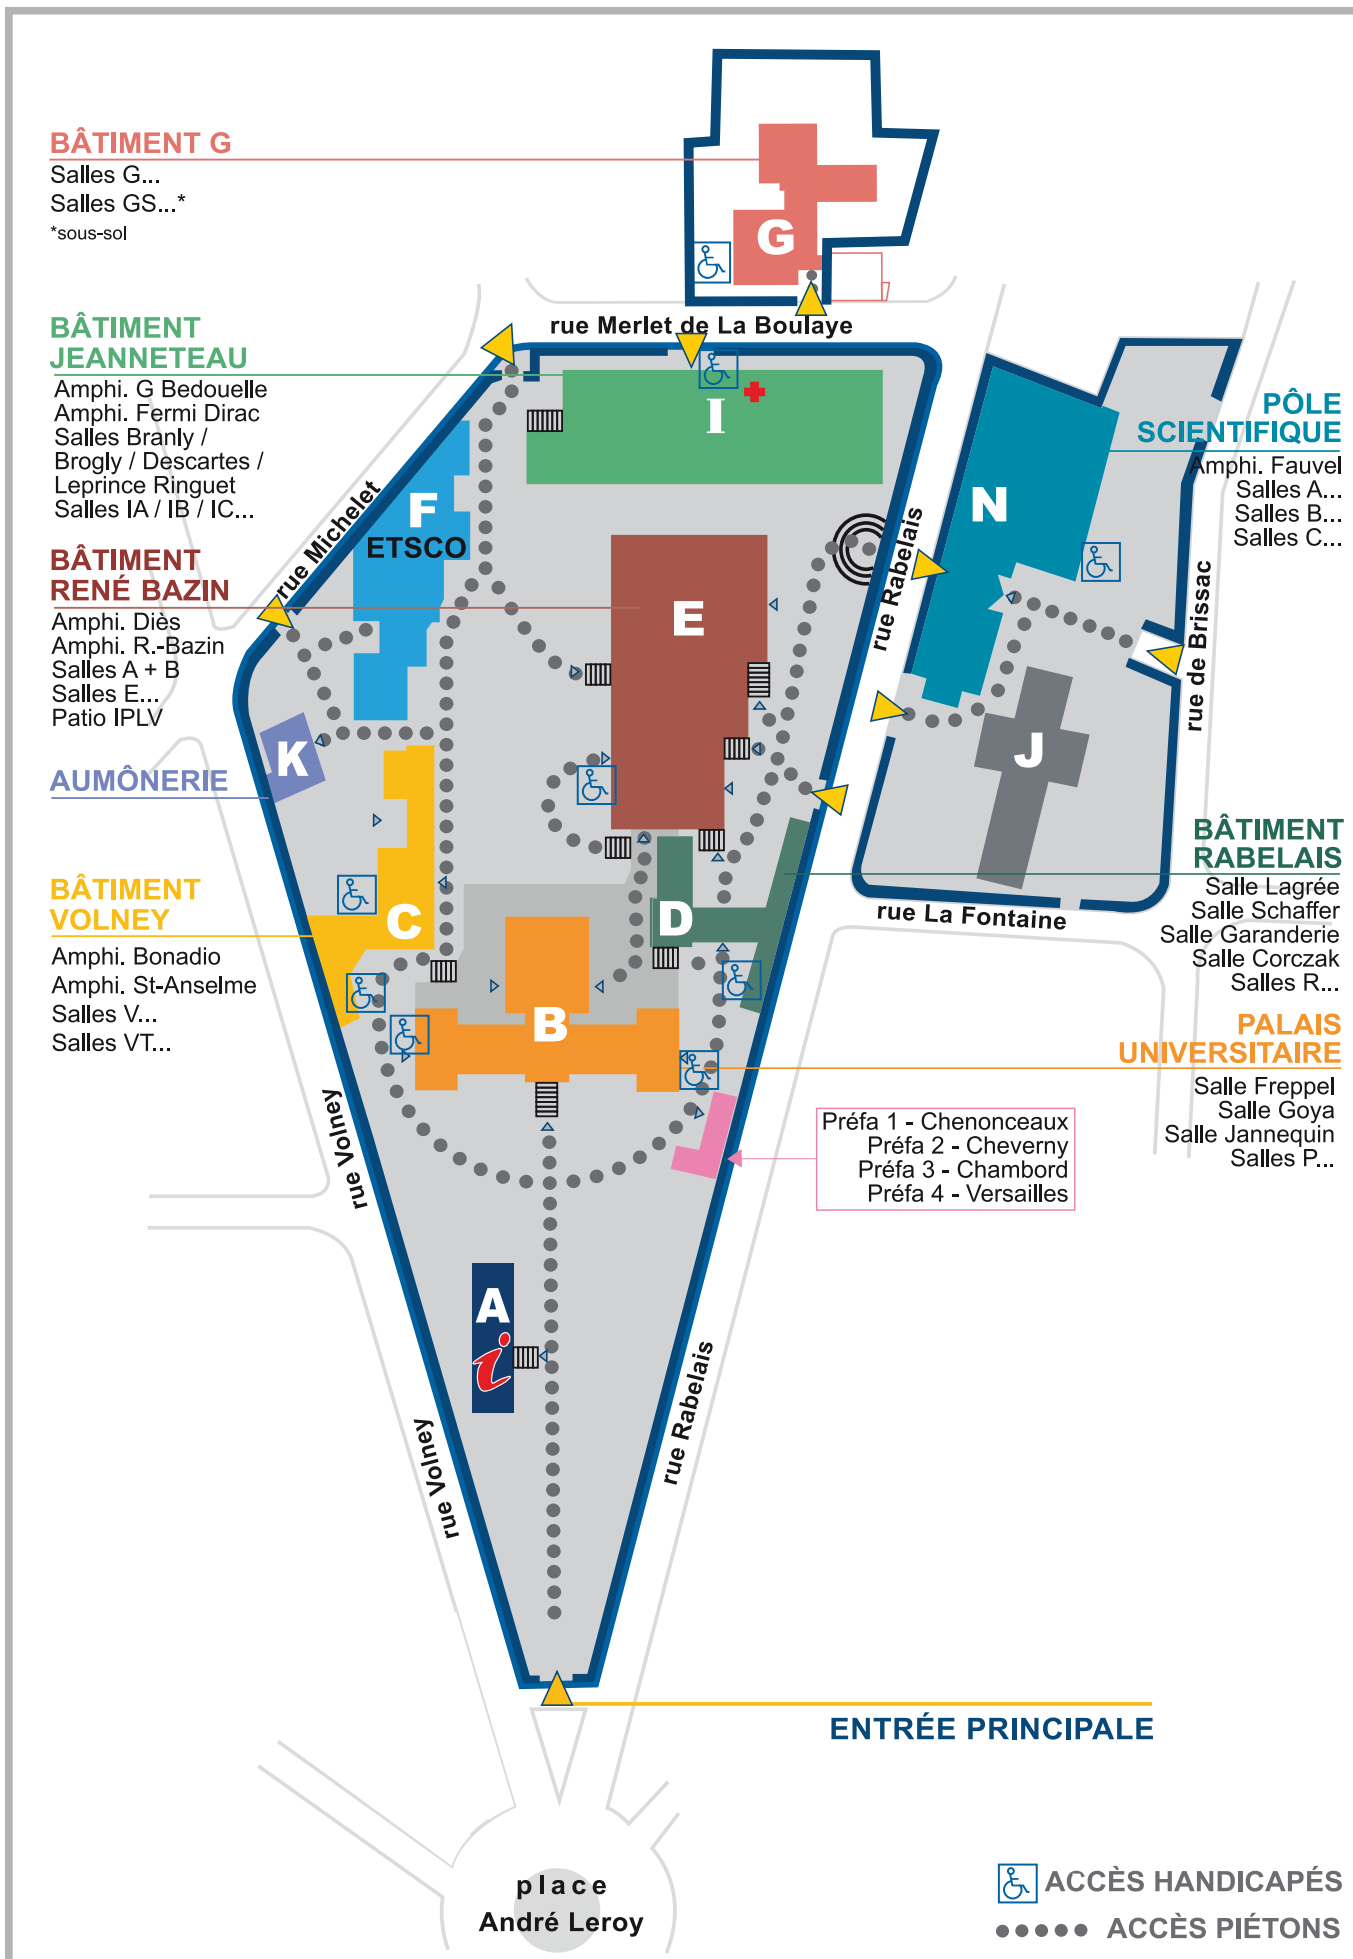 BÂTIMENT G
Salles G...
Salles GS...*
*sous-sol
G
rue Merlet de La Boulaye
BÂTIMENT
JEANNETEAU
Amphi. G Bedouelle
Amphi. Fermi Dirac
Salles Branly /
Brogly / Descartes /
Leprince Ringuet
Salles IA / IB / IC...
I
PÔLE
SCIENTIFIQUE
Amphi. Fauvel
Salles A...
Salles B...
Salles C...
N
F
ETSCO
rue Michelet
rue Rabelais
rue de Brissac
BÂTIMENT
RENÉ BAZIN
Amphi. Diès
Amphi. R.-Bazin
Salles A + B
Salles E...
Patio IPLV
E
K
J
AUMÔNERIE
BÂTIMENT
RABELAIS
Salle Lagrée
Salle Schaffer
Salle Garanderie
Salle Corczak
Salles R...
rue La Fontaine
BÂTIMENT
VOLNEY
Amphi. Bonadio
Amphi. St-Anselme
Salles V...
Salles VT...
C
D
B
PALAIS
UNIVERSITAIRE
Salle Freppel
Salle Goya
Salle Jannequin
Salles P...
Préfa 1 - Chenonceaux
Préfa 2 - Cheverny
Préfa 3 - Chambord
Préfa 4 - Versailles
rue Volney
A
i
rue Rabelais
rue Volney
ENTRÉE PRINCIPALE
place
André Leroy
ACCÈS HANDICAPÉS
ACCÈS PIÉTONS